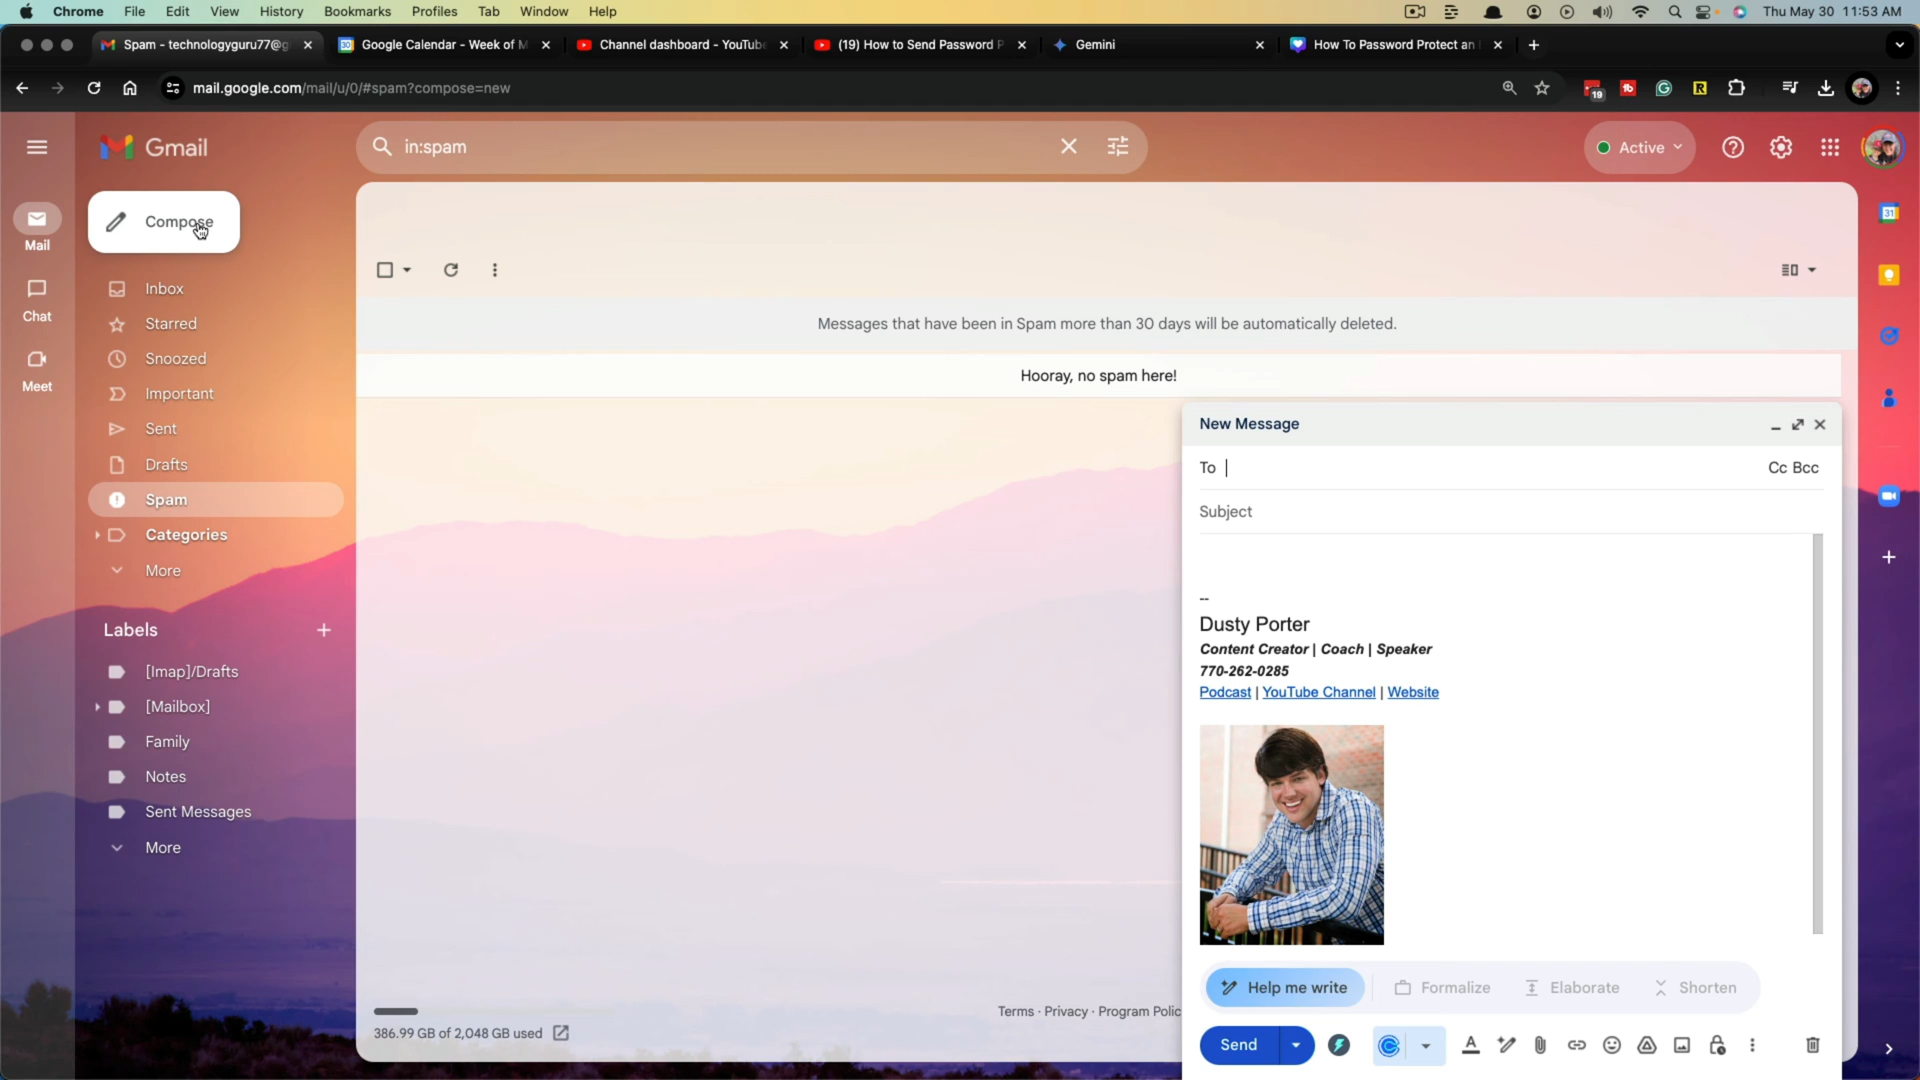 Chrome File Edit View History Bookmarks Profiles Tab Window Help Thu May 30 11:53 AM
Spam - technologyguru77@g Google Calendar - Week of M Channel dashboard - YouTube (19) How to Send Password P Gemini How To Password Protect an
mail.google.com/mail/u/0/#spam?compose=new 19
Gmail in:spam Active
Compose
Mail
Inbox
Starred
Chat
Snoozed
Meet
Important
Sent
Drafts
Spam
Categories
More
Labels
[Imap]/Drafts
[Mailbox]
Family
Notes
Sent Messages
More
Messages that have been in Spam more than 30 days will be automatically deleted.
Hooray, no spam here!
386.99 GB of 2,048 GB used
Terms · Privacy · Program Polic
New Message
To Cc Bcc
Subject
--
Dusty Porter
Content Creator | Coach | Speaker
770-262-0285
Podcast | YouTube Channel | Website
Help me write Formalize Elaborate Shorten
Send
31